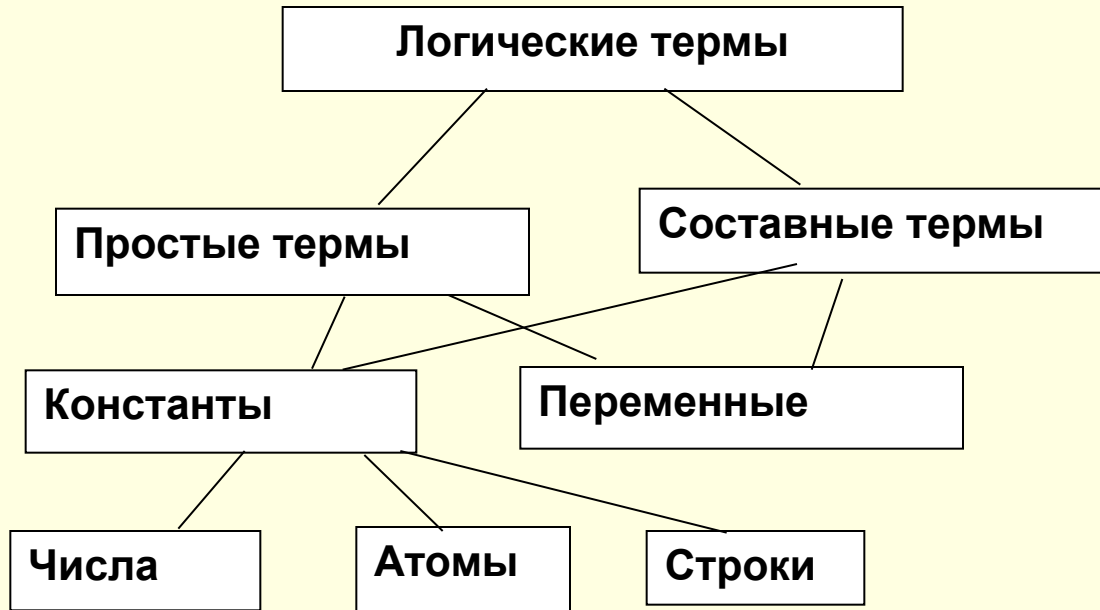 Логические термы
Простые термы
Составные термы
Константы
Переменные
Числа
Атомы
Строки